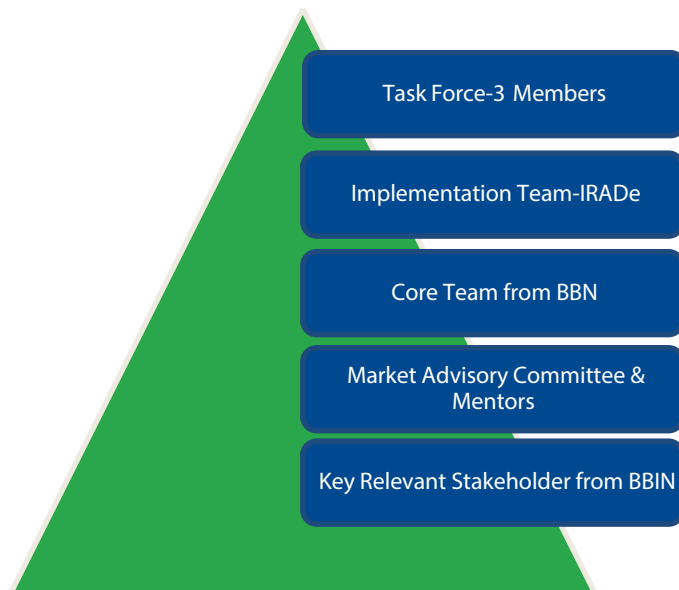 Task Force-3 Members
Implementation Team-IRADe
Core Team from BBN
Market Advisory Committee &
Mentors
Key Relevant Stakeholder from BBIN